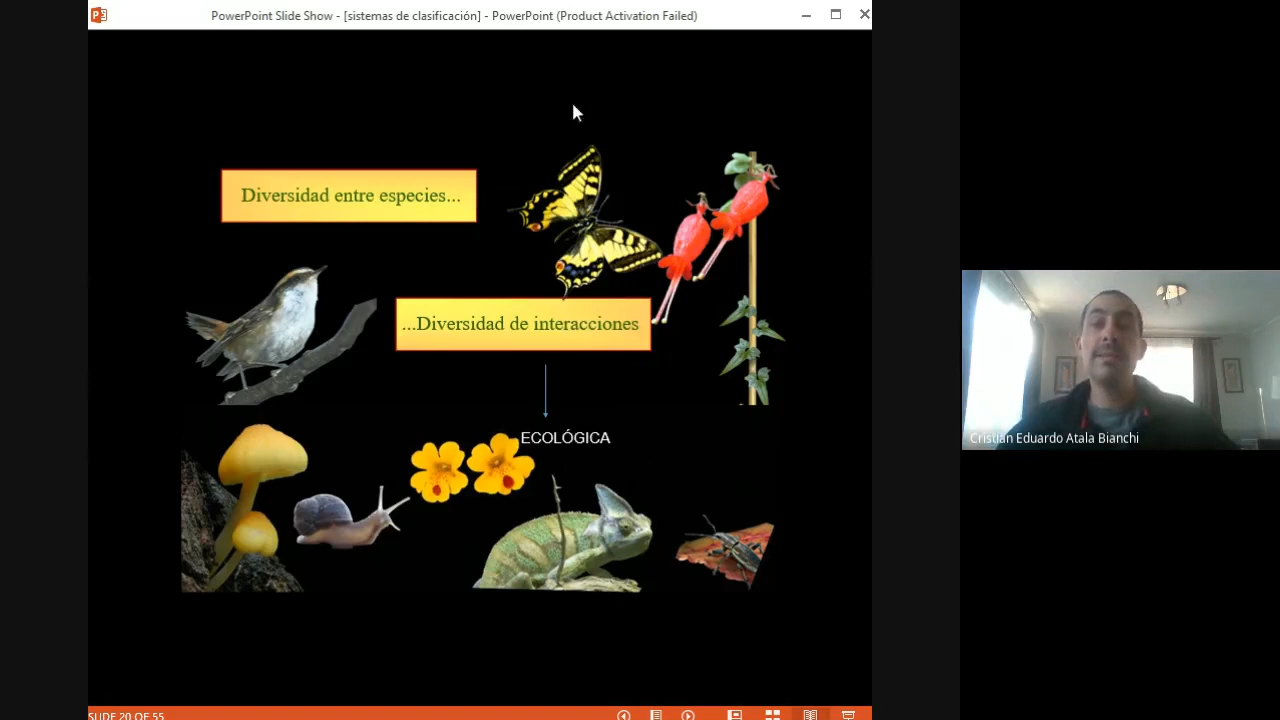 PowerPoint Slide Show - [sistemas de clasificación] - PowerPoint (Product Activation Failed)
Diversidad entre especies...
...Diversidad de interacciones
ECOLÓGICA
Cristian Eduardo Atala Bianchi
SLIDE 20 OF 55